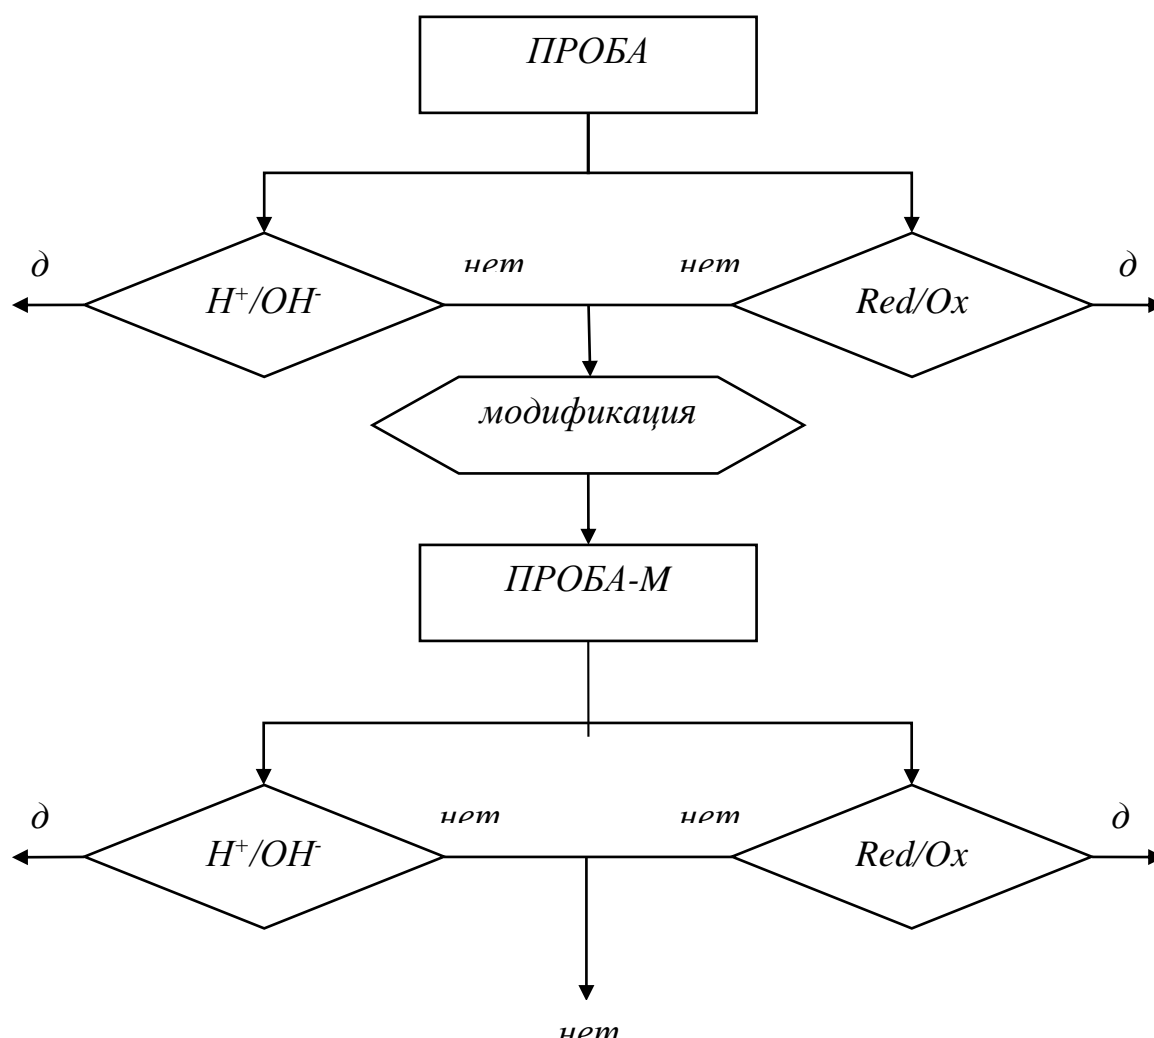 ПРОБА
д
нет
нет
д
H⁺/OH⁻
Red/Ox
модификация
ПРОБА-М
д
нет
нет
д
H⁺/OH⁻
Red/Ox
нет